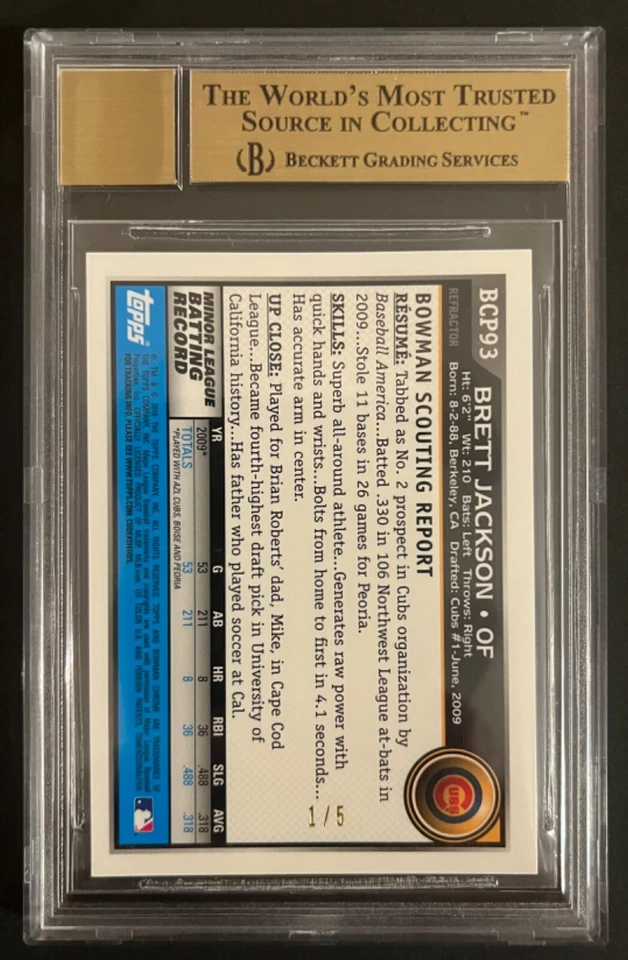 THE WORLD'S MOST TRUSTED
SOURCE IN COLLECTING™
(B) BECKETT GRADING SERVICES
BCP93
BRETT JACKSON • OF
REFRACTOR
Ht: 6'2" Wt: 210 Bats: Left Throws: Right
Born: 8-2-88, Berkeley, CA Drafted: Cubs #1-June, 2009
CUBS
BOWMAN SCOUTING REPORT
RÉSUMÉ: Tabbed as No. 2 prospect in Cubs organization by
Baseball America...Batted .330 in 106 Northwest League at-bats in
2009...Stole 11 bases in 26 games for Peoria.
SKILLS: Superb all-around athlete...Generates raw power with
quick hands and wrists...Bolts from home to first in 4.1 seconds...
Has accurate arm in center.
1/5
UP CLOSE: Played for Brian Roberts' dad, Mike, in Cape Cod
League...Became fourth-highest draft pick in University of
California history...Has father who played soccer at Cal.
MINOR LEAGUE
BATTING
RECORD
YR G AB HR RBI SLG AVG
2009* 53 211 8 36 .488 .318
TOTALS 53 211 8 36 .488 .318
*PLAYED WITH AZL CUBS, BOISE AND PEORIA
topps®